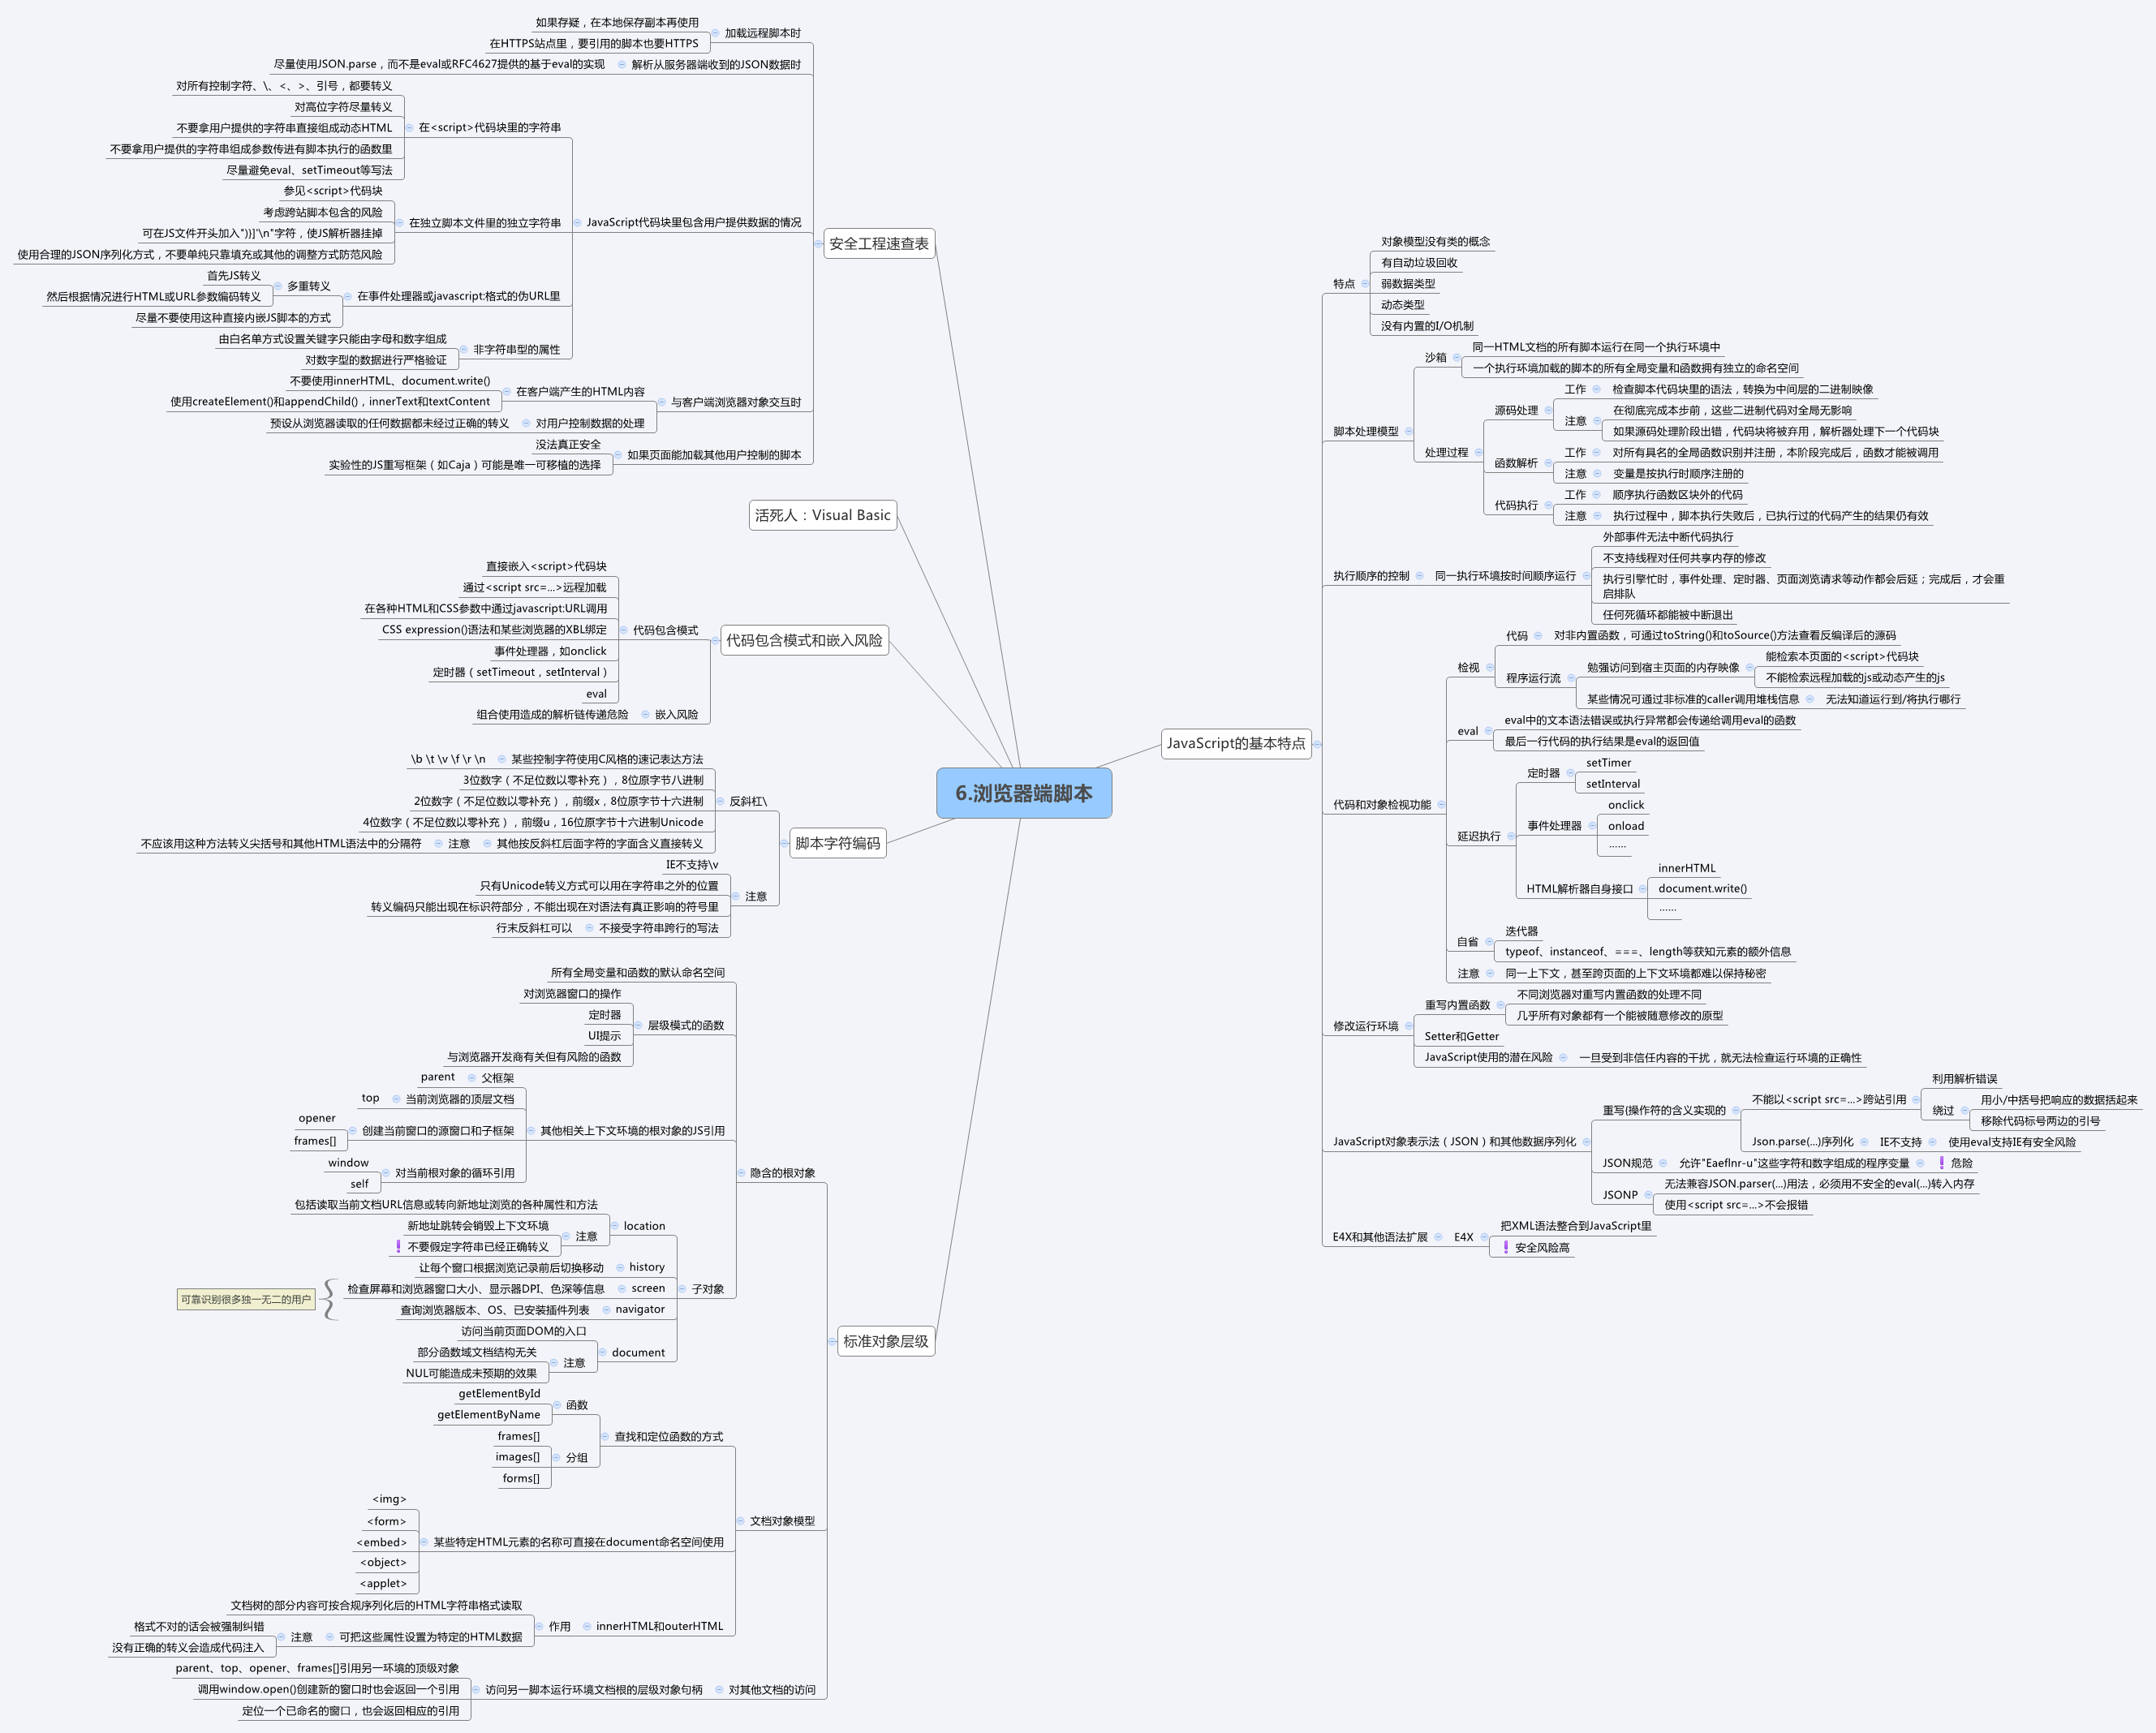 6.浏览器端脚本
JavaScript的基本特点
特点
对象模型没有类的概念
有自动垃圾回收
弱数据类型
动态类型
没有内置的I/O机制
脚本处理模型
沙箱
同一HTML文档的所有脚本运行在同一个执行环境中
一个执行环境加载的脚本的所有全局变量和函数拥有独立的命名空间
处理过程
源码处理
工作
检查脚本代码块里的语法，转换为中间层的二进制映像
注意
在彻底完成本步前，这些二进制代码对全局无影响
如果源码处理阶段出错，代码块将被弃用，解析器处理下一个代码块
函数解析
工作
对所有具名的全局函数识别并注册，本阶段完成后，函数才能被调用
注意
变量是按执行时顺序注册的
代码执行
工作
顺序执行函数区块外的代码
注意
执行过程中，脚本执行失败后，已执行过的代码产生的结果仍有效
执行顺序的控制
同一执行环境按时间顺序运行
外部事件无法中断代码执行
不支持线程对任何共享内存的修改
执行引擎忙时，事件处理、定时器、页面浏览请求等动作都会后延；完成后，才会重
启排队
任何死循环都能被中断退出
代码和对象检视功能
检视
代码
对非内置函数，可通过toString()和toSource()方法查看反编译后的源码
程序运行流
勉强访问到宿主页面的内存映像
能检索本页面的<script>代码块
不能检索远程加载的js或动态产生的js
某些情况可通过非标准的caller调用堆栈信息
无法知道运行到/将执行哪行
eval
eval中的文本语法错误或执行异常都会传递给调用eval的函数
最后一行代码的执行结果是eval的返回值
延迟执行
定时器
setTimer
setInterval
事件处理器
onclick
onload
……
HTML解析器自身接口
innerHTML
document.write()
……
自省
迭代器
typeof、instanceof、===、length等获知元素的额外信息
注意
同一上下文，甚至跨页面的上下文环境都难以保持秘密
修改运行环境
重写内置函数
不同浏览器对重写内置函数的处理不同
几乎所有对象都有一个能被随意修改的原型
Setter和Getter
JavaScript使用的潜在风险
一旦受到非信任内容的干扰，就无法检查运行环境的正确性
JavaScript对象表示法（JSON）和其他数据序列化
重写{操作符的含义实现的
不能以<script src=...>跨站引用
利用解析错误
绕过
用小/中括号把响应的数据括起来
移除代码标号两边的引号
Json.parse(...)序列化
IE不支持
使用eval支持IE有安全风险
JSON规范
允许"Eaeflnr-u"这些字符和数字组成的程序变量
危险
JSONP
无法兼容JSON.parser(...)用法，必须用不安全的eval(...)转入内存
使用<script src=...>不会报错
E4X和其他语法扩展
E4X
把XML语法整合到JavaScript里
安全风险高
安全工程速查表
加载远程脚本时
如果存疑，在本地保存副本再使用
在HTTPS站点里，要引用的脚本也要HTTPS
解析从服务器端收到的JSON数据时
尽量使用JSON.parse，而不是eval或RFC4627提供的基于eval的实现
JavaScript代码块里包含用户提供数据的情况
在<script>代码块里的字符串
对所有控制字符、\、<、>、引号，都要转义
对高位字符尽量转义
不要拿用户提供的字符串直接组成动态HTML
不要拿用户提供的字符串组成参数传进有脚本执行的函数里
尽量避免eval、setTimeout等写法
在独立脚本文件里的独立字符串
参见<script>代码块
考虑跨站脚本包含的风险
可在JS文件开头加入")}]'\n"字符，使JS解析器挂掉
使用合理的JSON序列化方式，不要单纯只靠填充或其他的调整方式防范风险
在事件处理器或javascript:格式的伪URL里
多重转义
首先JS转义
然后根据情况进行HTML或URL参数编码转义
尽量不要使用这种直接内嵌JS脚本的方式
非字符串型的属性
由白名单方式设置关键字只能由字母和数字组成
对数字型的数据进行严格验证
与客户端浏览器对象交互时
在客户端产生的HTML内容
不要使用innerHTML、document.write()
使用createElement()和appendChild()，innerText和textContent
对用户控制数据的处理
预设从浏览器读取的任何数据都未经过正确的转义
如果页面能加载其他用户控制的脚本
没法真正安全
实验性的JS重写框架（如Caja）可能是唯一可移植的选择
活死人：Visual Basic
代码包含模式和嵌入风险
代码包含模式
直接嵌入<script>代码块
通过<script src=...>远程加载
在各种HTML和CSS参数中通过javascript:URL调用
CSS expression()语法和某些浏览器的XBL绑定
事件处理器，如onclick
定时器（setTimeout，setInterval）
eval
嵌入风险
组合使用造成的解析链传递危险
脚本字符编码
反斜杠\
某些控制字符使用C风格的速记表达方法
\b \t \v \f \r \n
3位数字（不足位数以零补充），8位原字节八进制
2位数字（不足位数以零补充），前缀x，8位原字节十六进制
4位数字（不足位数以零补充），前缀u，16位原字节十六进制Unicode
其他按反斜杠后面字符的字面含义直接转义
注意
不应该用这种方法转义尖括号和其他HTML语法中的分隔符
注意
IE不支持\v
只有Unicode转义方式可以用在字符串之外的位置
转义编码只能出现在标识符部分，不能出现在对语法有真正影响的符号里
不接受字符串跨行的写法
行末反斜杠可以
标准对象层级
隐含的根对象
所有全局变量和函数的默认命名空间
层级模式的函数
对浏览器窗口的操作
定时器
UI提示
与浏览器开发商有关但有风险的函数
其他相关上下文环境的根对象的JS引用
父框架
parent
当前浏览器的顶层文档
top
创建当前窗口的源窗口和子框架
opener
frames[]
对当前根对象的循环引用
window
self
子对象
location
包括读取当前文档URL信息或转向新地址浏览的各种属性和方法
注意
新地址跳转会销毁上下文环境
不要假定字符串已经正确转义
history
让每个窗口根据浏览记录前后切换移动
screen
检查屏幕和浏览器窗口大小、显示器DPI、色深等信息
navigator
查询浏览器版本、OS、已安装插件列表
可靠识别很多独一无二的用户
document
访问当前页面DOM的入口
注意
部分函数域文档结构无关
NUL可能造成未预期的效果
文档对象模型
查找和定位函数的方式
函数
getElementById
getElementByName
分组
frames[]
images[]
forms[]
某些特定HTML元素的名称可直接在document命名空间使用
<img>
<form>
<embed>
<object>
<applet>
innerHTML和outerHTML
作用
文档树的部分内容可按合规序列化后的HTML字符串格式读取
可把这些属性设置为特定的HTML数据
注意
格式不对的话会被强制纠错
没有正确的转义会造成代码注入
对其他文档的访问
访问另一脚本运行环境文档根的层级对象句柄
parent、top、opener、frames[]引用另一环境的顶级对象
调用window.open()创建新的窗口时也会返回一个引用
定位一个已命名的窗口，也会返回相应的引用